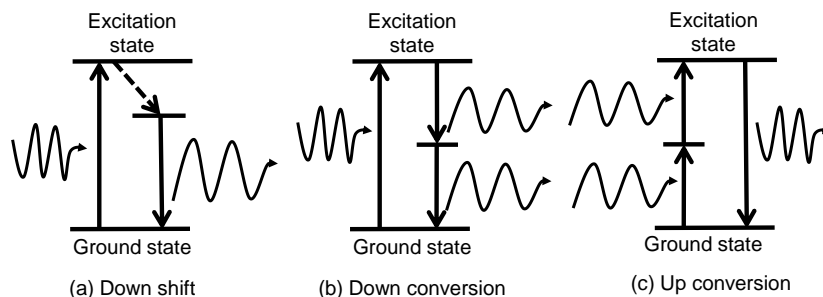 Excitation
state
Ground state
(a) Down shift
Excitation
state
Ground state
(b) Down conversion
Excitation
state
Ground state
(c) Up conversion